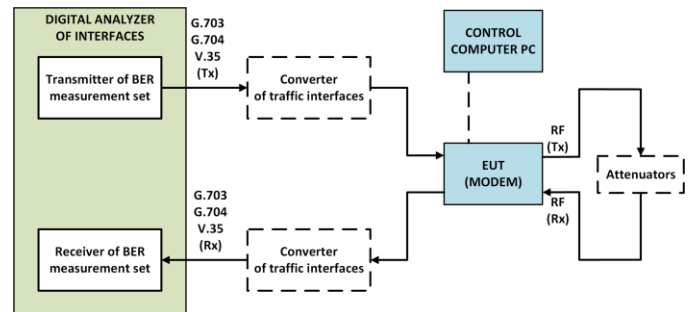 DIGITAL ANALYZER
OF INTERFACES
Transmitter of BER
measurement set
G.703
G.704
V.35
(Tx)
Converter
of traffic interfaces
CONTROL
COMPUTER PC
EUT
(MODEM)
RF
(Tx)
Attenuators
RF
(Rx)
G.703
G.704
V.35
(Rx)
Receiver of BER
measurement set
Converter
of traffic interfaces